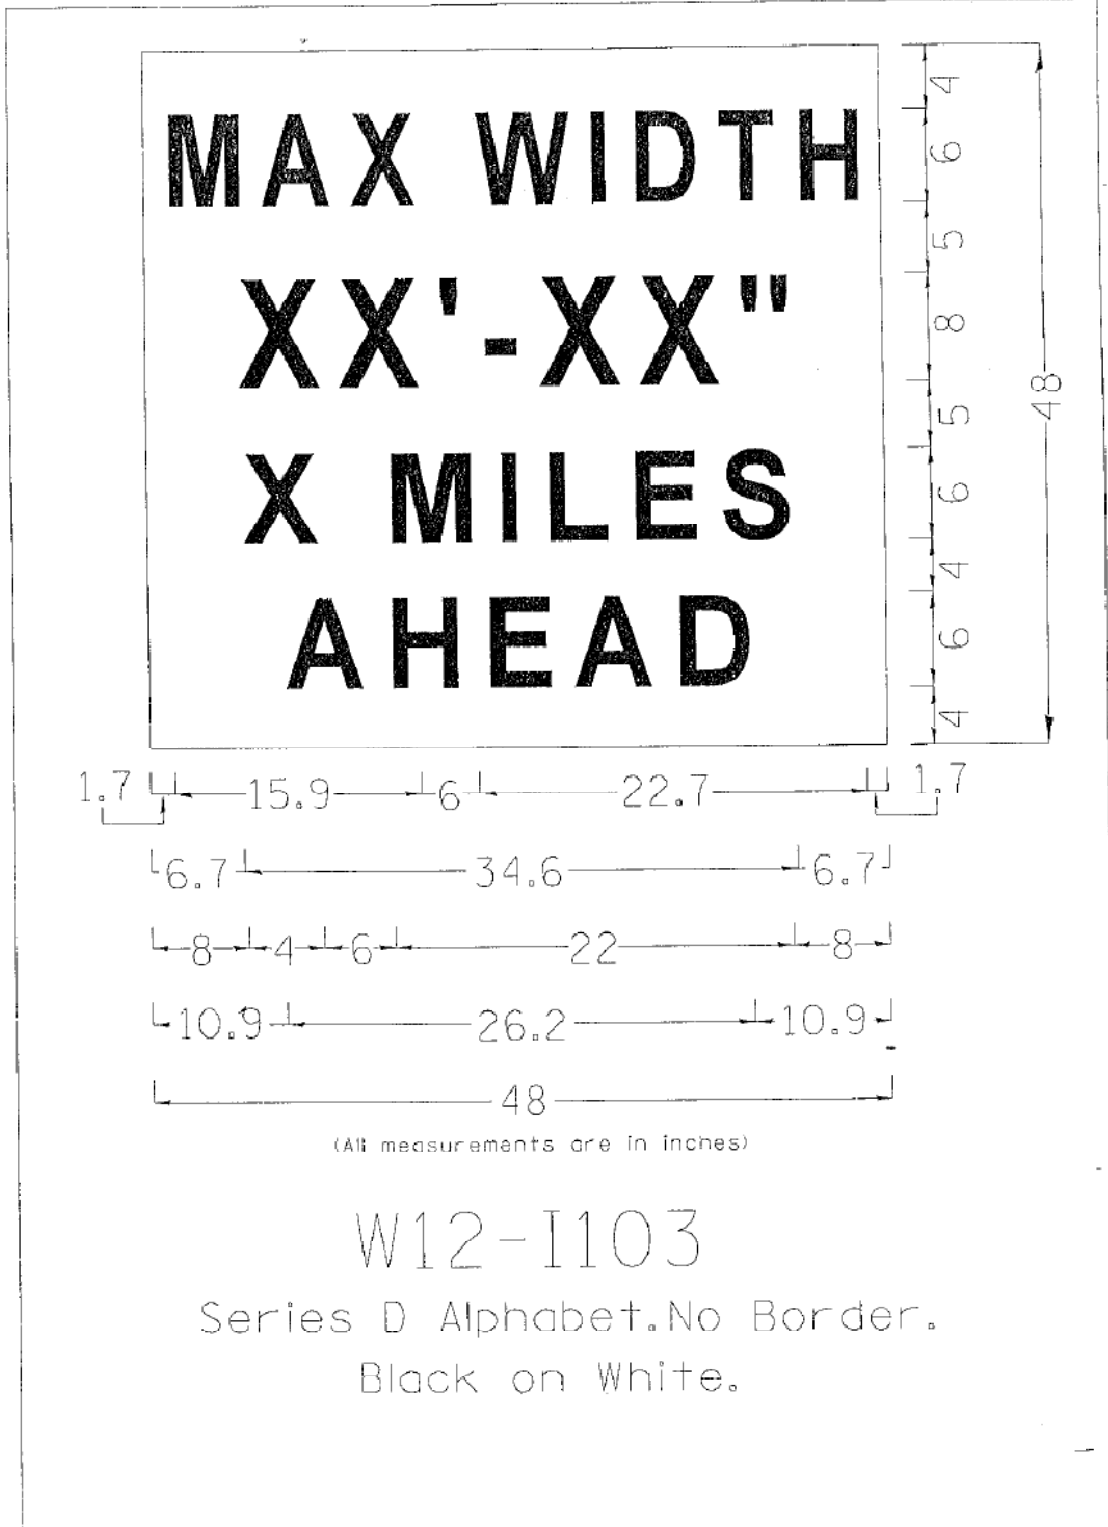 MAX WIDTH
XX'-XX"
X MILES
AHEAD
4
6
5
8
5
6
4
6
4
48
1.7 15.9 6 22.7 1.7
6.7 34.6 6.7
8 4 6 22 8
10.9 26.2 10.9
48
(All measurements are in inches)
W12-I103
Series D Alphabet. No Border.
Black on White.